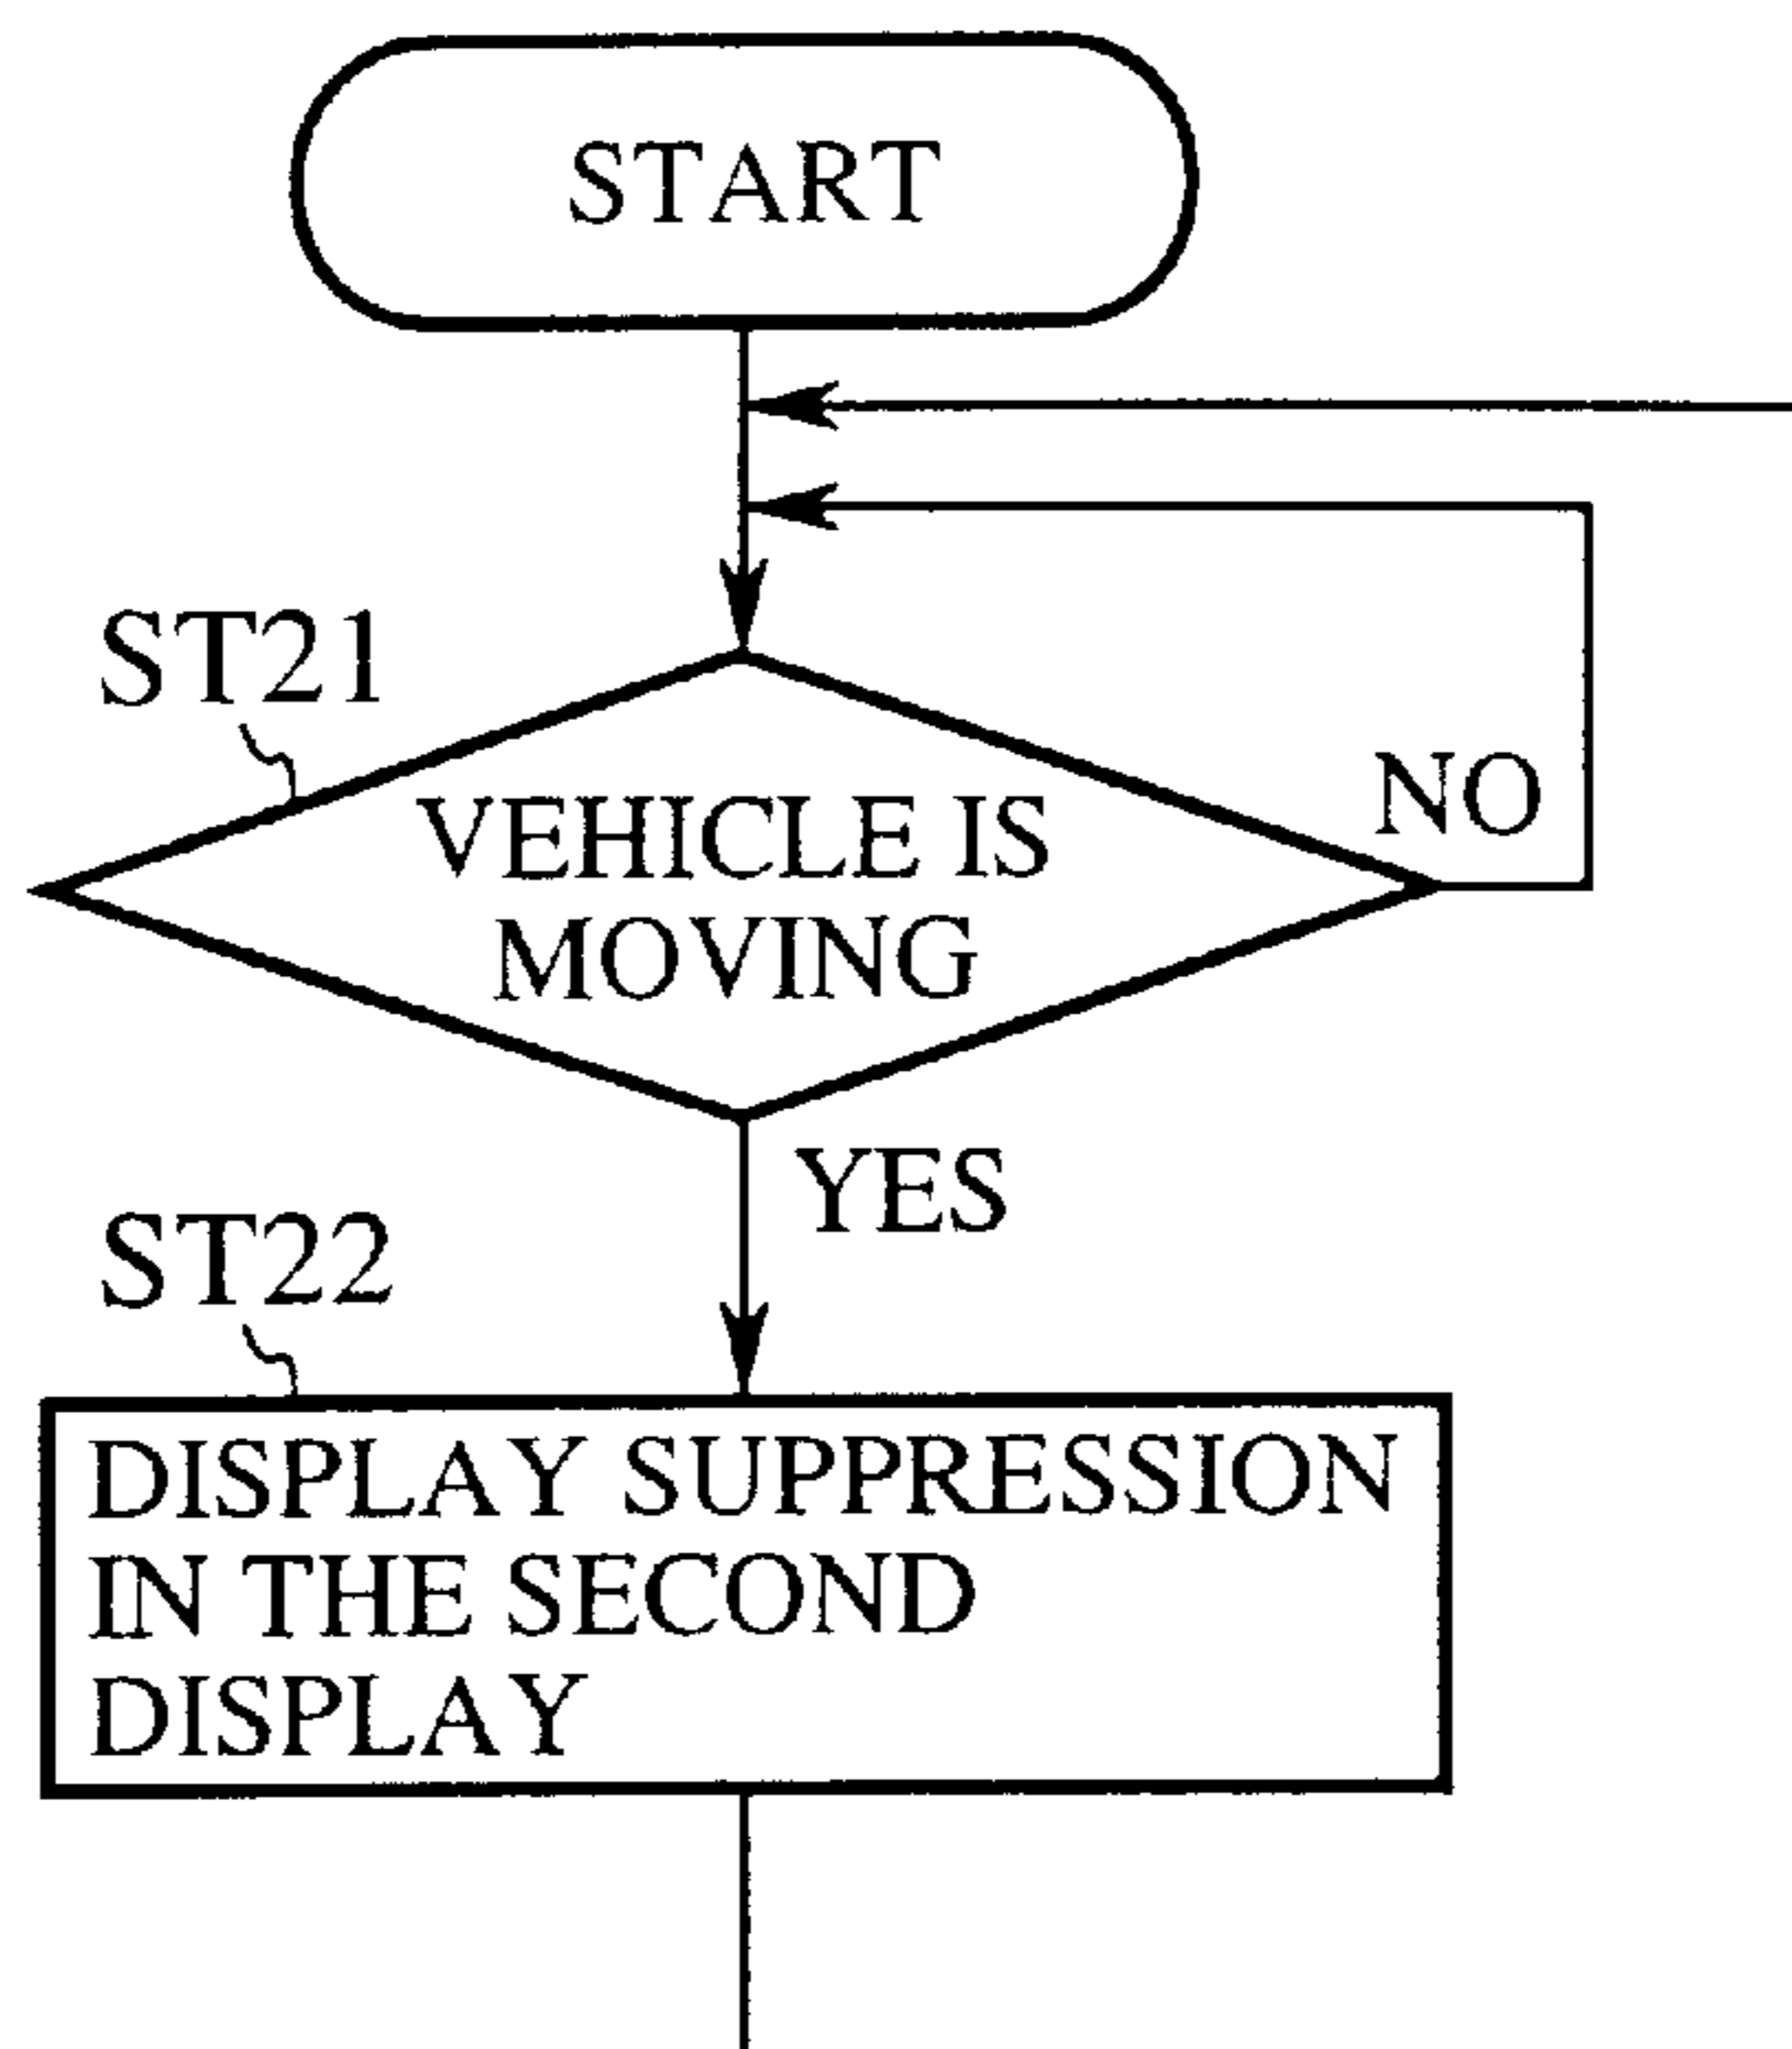 START
ST21
VEHICLE IS
MOVING
NO
YES
ST22
DISPLAY SUPPRESSION
IN THE SECOND
DISPLAY